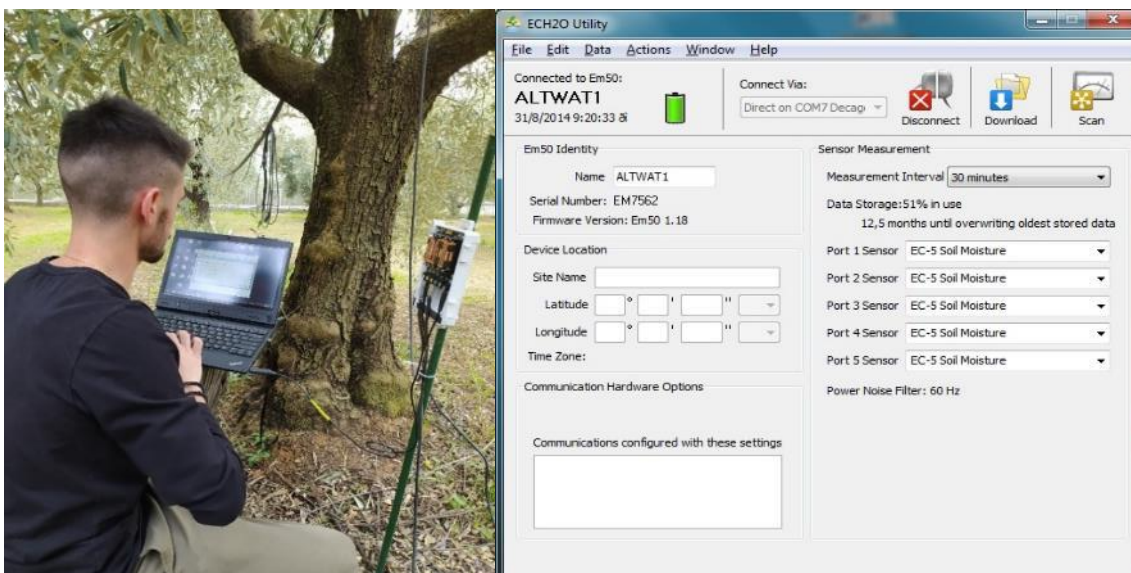 ECH2O Utility
File Edit Data Actions Window Help
Connected to Em50:
ALTWAT1
31/8/2014 9:20:33
Connect Via:
Direct on COM7 Decag
Disconnect
Download
Scan
Em50 Identity
Name ALTWAT1
Serial Number: EM7562
Firmware Version: Em50 1.18
Device Location
Site Name
Latitude ° ' "
Longitude ° ' "
Time Zone:
Communication Hardware Options
Communications configured with these settings
Sensor Measurement
Measurement Interval 30 minutes
Data Storage:51% in use
12,5 months until overwriting oldest stored data
Port 1 Sensor EC-5 Soil Moisture
Port 2 Sensor EC-5 Soil Moisture
Port 3 Sensor EC-5 Soil Moisture
Port 4 Sensor EC-5 Soil Moisture
Port 5 Sensor EC-5 Soil Moisture
Power Noise Filter: 60 Hz